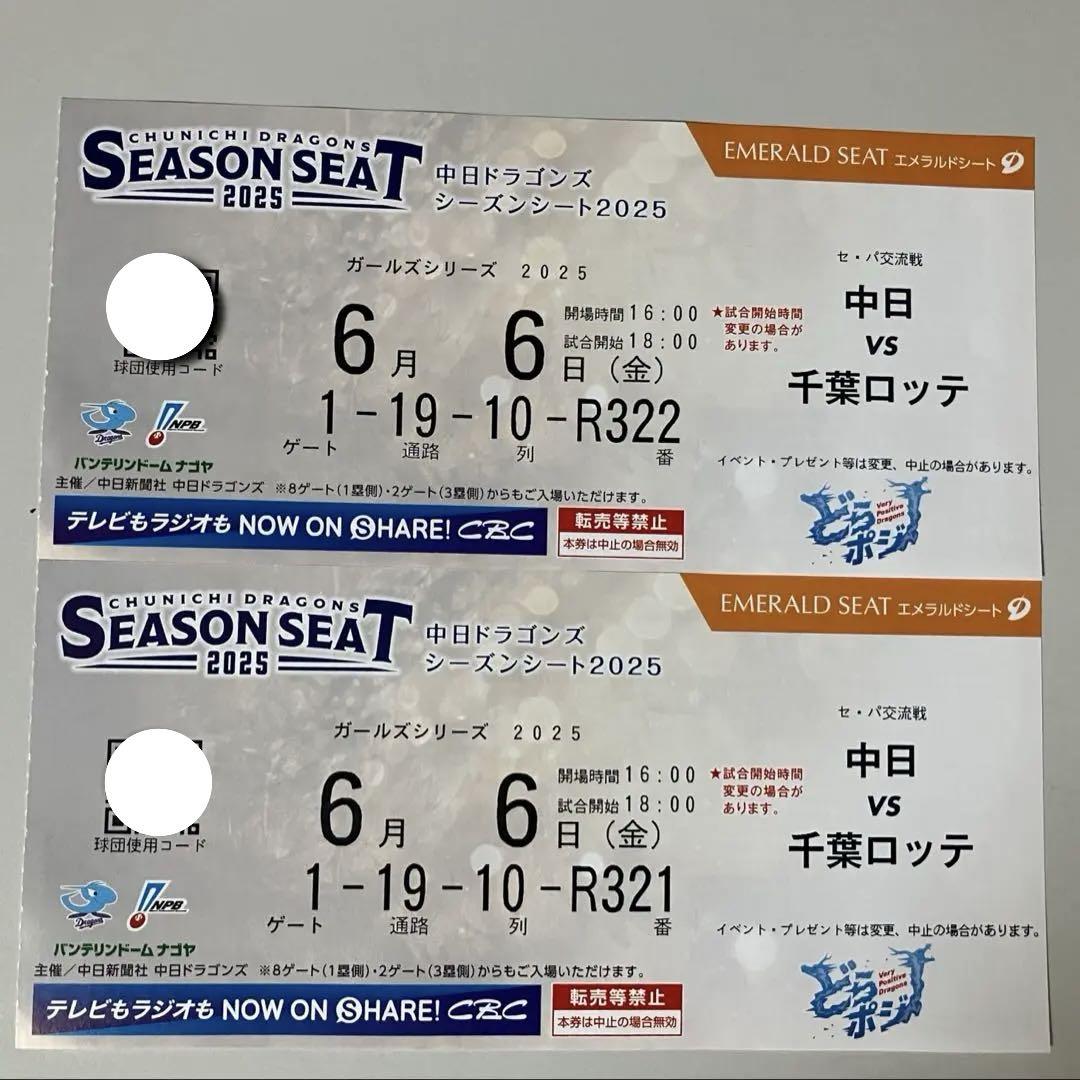 CHUNICHI DRAGONS
SEASON SEAT
2025
中日ドラゴンズ
シーズンシート2025
EMERALD SEAT エメラルドシート D
ガールズシリーズ 2025
セ・パ交流戦
6月 6日(金)
開場時間16:00
試合開始18:00
★試合開始時間
変更の場合が
あります。
中日
VS
千葉ロッテ
球団使用コード
1-19-10-R322
ゲート 通路 列 番
Dragons
NPB
バンテリンドーム ナゴヤ
イベント・プレゼント等は変更、中止の場合があります。
主催/中日新聞社 中日ドラゴンズ ※8ゲート(1塁側)・2ゲート(3塁側)からもご入場いただけます。
テレビもラジオも NOW ON SHARE! CBC
転売等禁止
本券は中止の場合無効
どらポジ
Very
Positive
Dragons
CHUNICHI DRAGONS
SEASON SEAT
2025
中日ドラゴンズ
シーズンシート2025
EMERALD SEAT エメラルドシート D
ガールズシリーズ 2025
セ・パ交流戦
6月 6日(金)
開場時間16:00
試合開始18:00
★試合開始時間
変更の場合が
あります。
中日
VS
千葉ロッテ
球団使用コード
1-19-10-R321
ゲート 通路 列 番
Dragons
NPB
バンテリンドーム ナゴヤ
イベント・プレゼント等は変更、中止の場合があります。
主催/中日新聞社 中日ドラゴンズ ※8ゲート(1塁側)・2ゲート(3塁側)からもご入場いただけます。
テレビもラジオも NOW ON SHARE! CBC
転売等禁止
本券は中止の場合無効
どらポジ
Very
Positive
Dragons